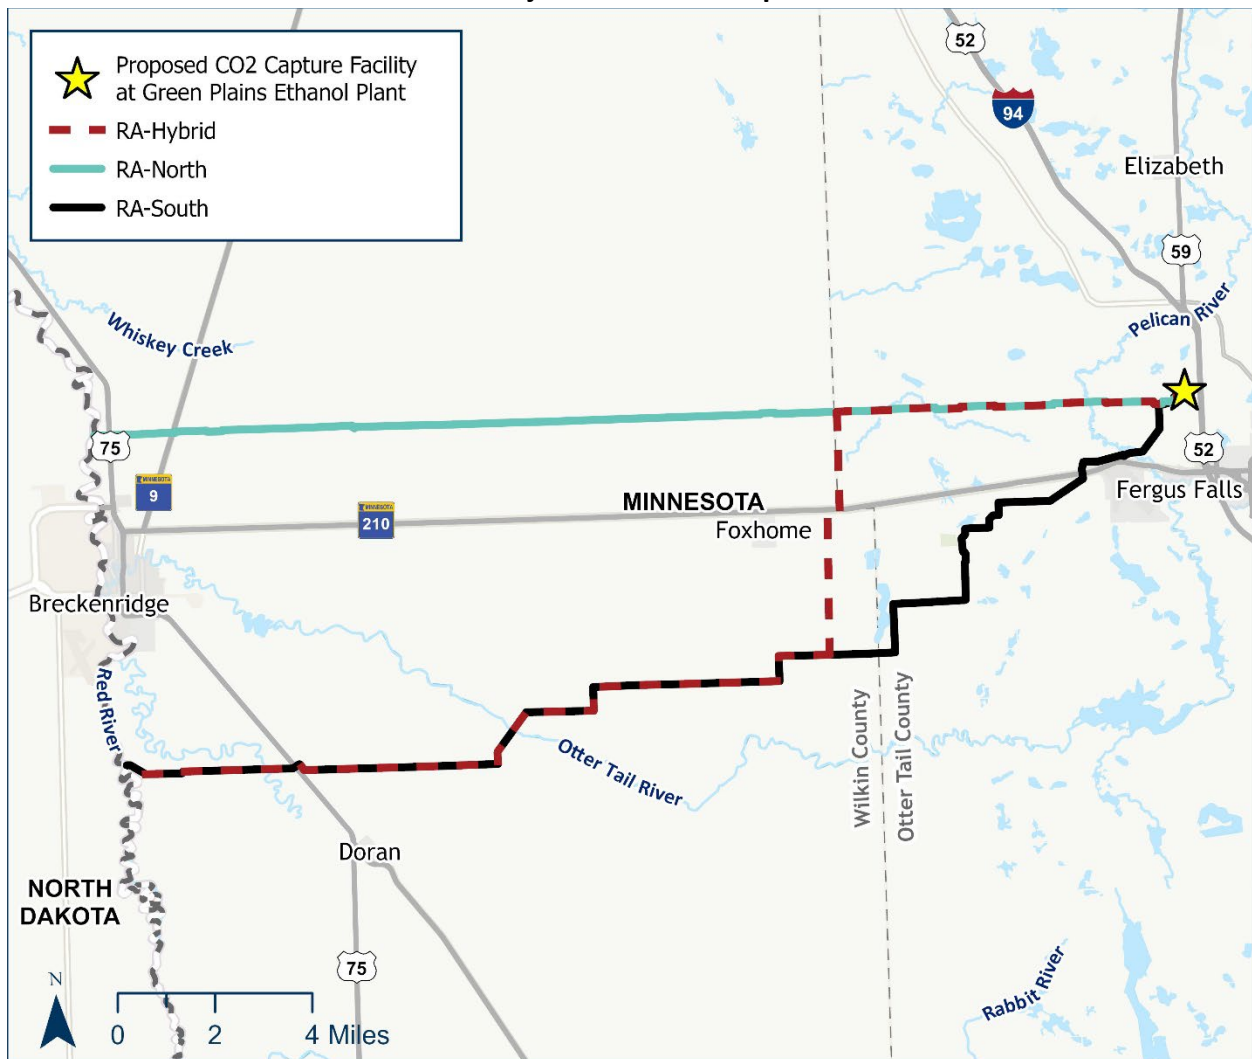 Proposed CO2 Capture Facility
at Green Plains Ethanol Plant
RA-Hybrid
RA-North
RA-South
52
94
Elizabeth
59
Pelican River
Whiskey Creek
75
52
9
MINNESOTA
210
MINNESOTA
MINNESOTA
Foxhome
Fergus Falls
Breckenridge
Red River
Otter Tail River
Wilkin County
Otter Tail County
Doran
NORTH
DAKOTA
75
Rabbit River
N
0 2 4 Miles